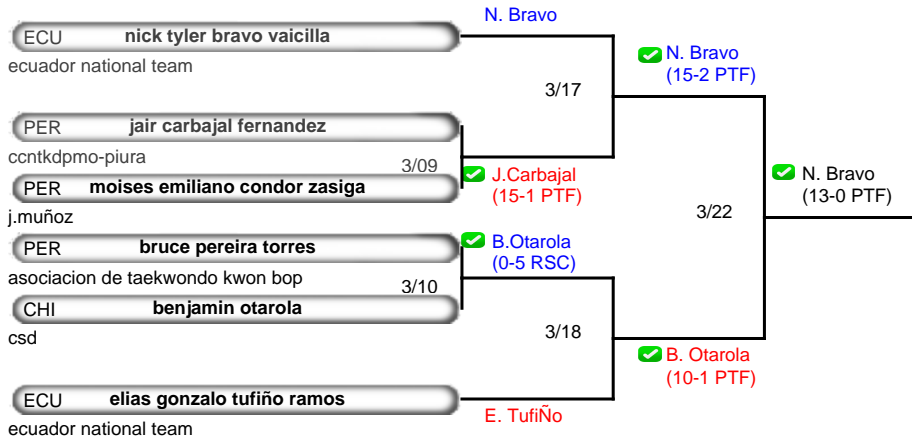 N. Bravo
ECU nick tyler bravo vaicilla
ecuador national team
N. Bravo
(15-2 PTF)
3/17
PER jair carbajal fernandez
ccntkdpmo-piura
3/09
PER moises emiliano condor zasiga
j.muñoz
J.Carbajal
(15-1 PTF)
N. Bravo
(13-0 PTF)
3/22
PER bruce pereira torres
asociacion de taekwondo kwon bop
B.Otarola
(0-5 RSC)
3/10
CHI benjamin otarola
csd
3/18
B. Otarola
(10-1 PTF)
ECU elias gonzalo tufiño ramos
ecuador national team
E. TufiÑo